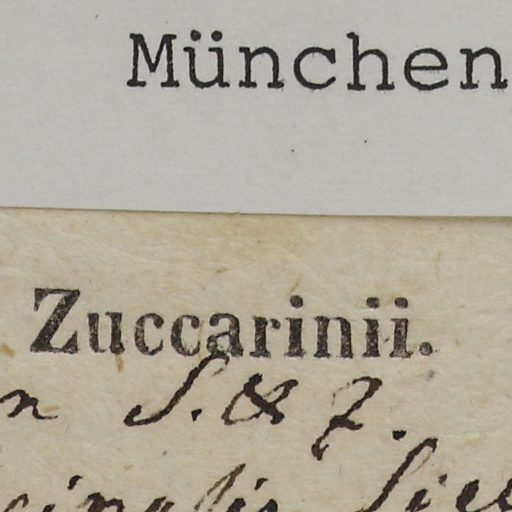 München
Zuccarinii.
n S. & Z.